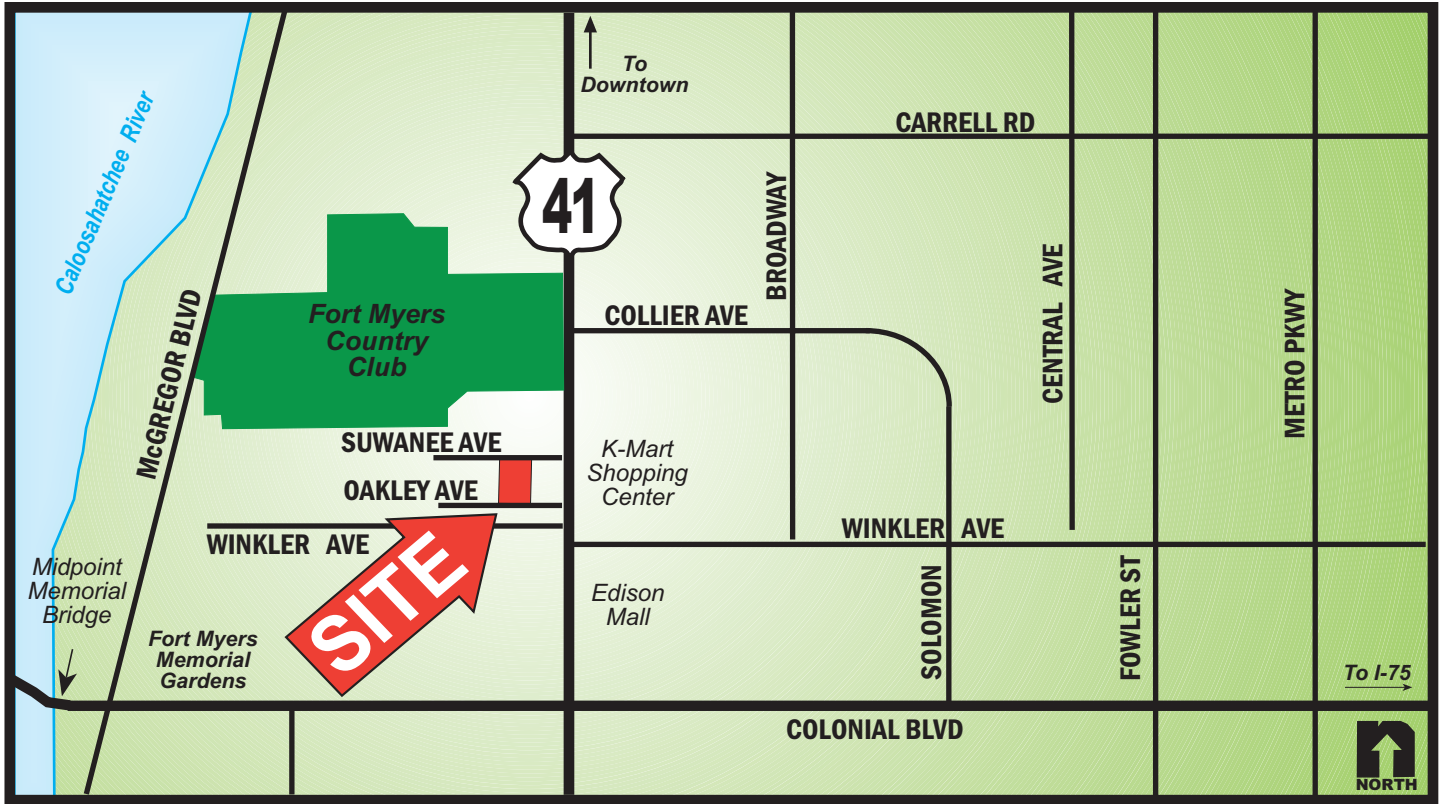 To
Downtown
CARRELL RD
Caloosahatchee River
41
BROADWAY
CENTRAL AVE
McGREGOR BLVD
Fort Myers
Country
Club
COLLIER AVE
METRO PKWY
SUWANEE AVE
OAKLEY AVE
K-Mart
Shopping
Center
WINKLER AVE
WINKLER AVE
SITE
Midpoint
Memorial
Bridge
Edison
Mall
SOLOMON
FOWLER ST
Fort Myers
Memorial
Gardens
To I-75
COLONIAL BLVD
n
NORTH